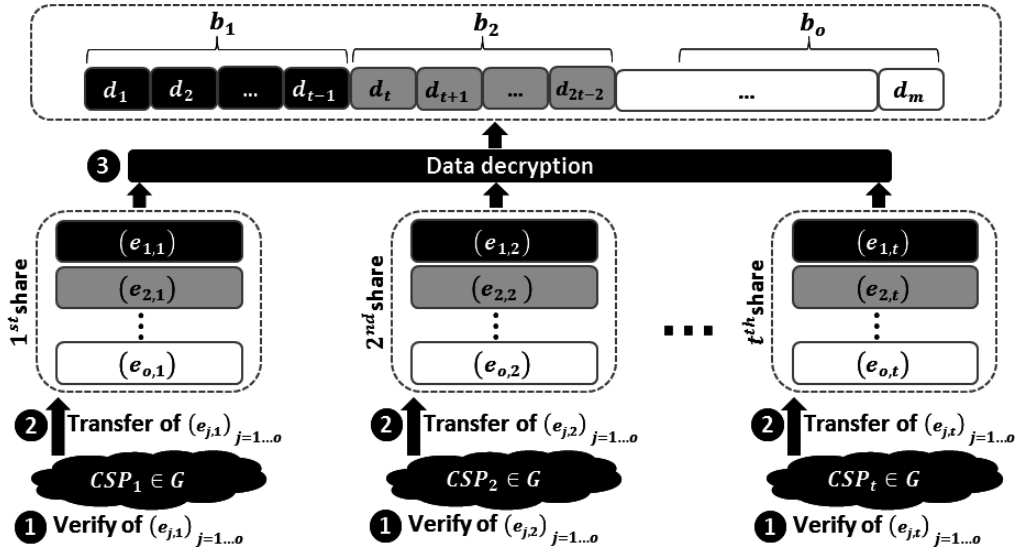 b₁ b₂ bₒ
d₁ d₂ ... dₜ₋₁ dₜ dₜ₊₁ ... d₂ₜ₋₂ ... dₘ
3 Data decryption
1ˢᵗ share
(e₁,₁)
(e₂,₁)
⋮
(eₒ,₁)
2ⁿᵈ share
(e₁,₂)
(e₂,₂)
⋮
(eₒ,₂)
...
tᵗʰ share
(e₁,ₜ)
(e₂,ₜ)
⋮
(eₒ,ₜ)
2 Transfer of (eⱼ,₁) ⱼ₌₁...ₒ
2 Transfer of (eⱼ,₂) ⱼ₌₁...ₒ
2 Transfer of (eⱼ,ₜ) ⱼ₌₁...ₒ
CSP₁ ∈ G
CSP₂ ∈ G
CSPₜ ∈ G
1 Verify of (eⱼ,₁) ⱼ₌₁...ₒ
1 Verify of (eⱼ,₂) ⱼ₌₁...ₒ
1 Verify of (eⱼ,ₜ) ⱼ₌₁...ₒ